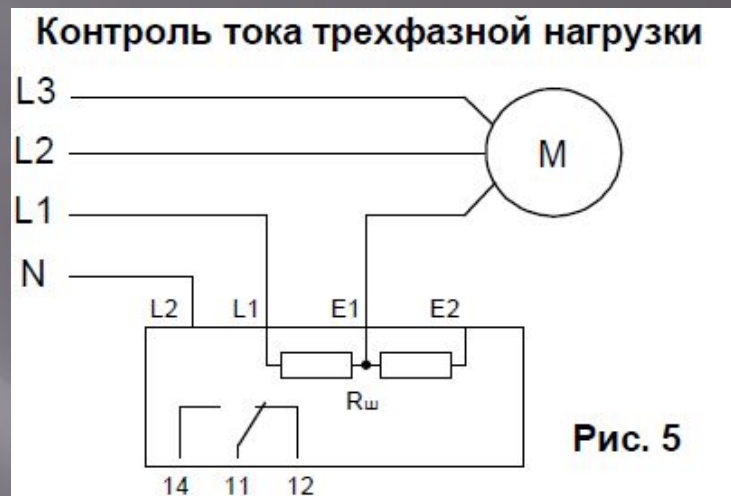 Контроль тока трехфазной нагрузки
L3
L2
M
L1
N
L2 L1 E1 E2
Rш
Рис. 5
14 11 12